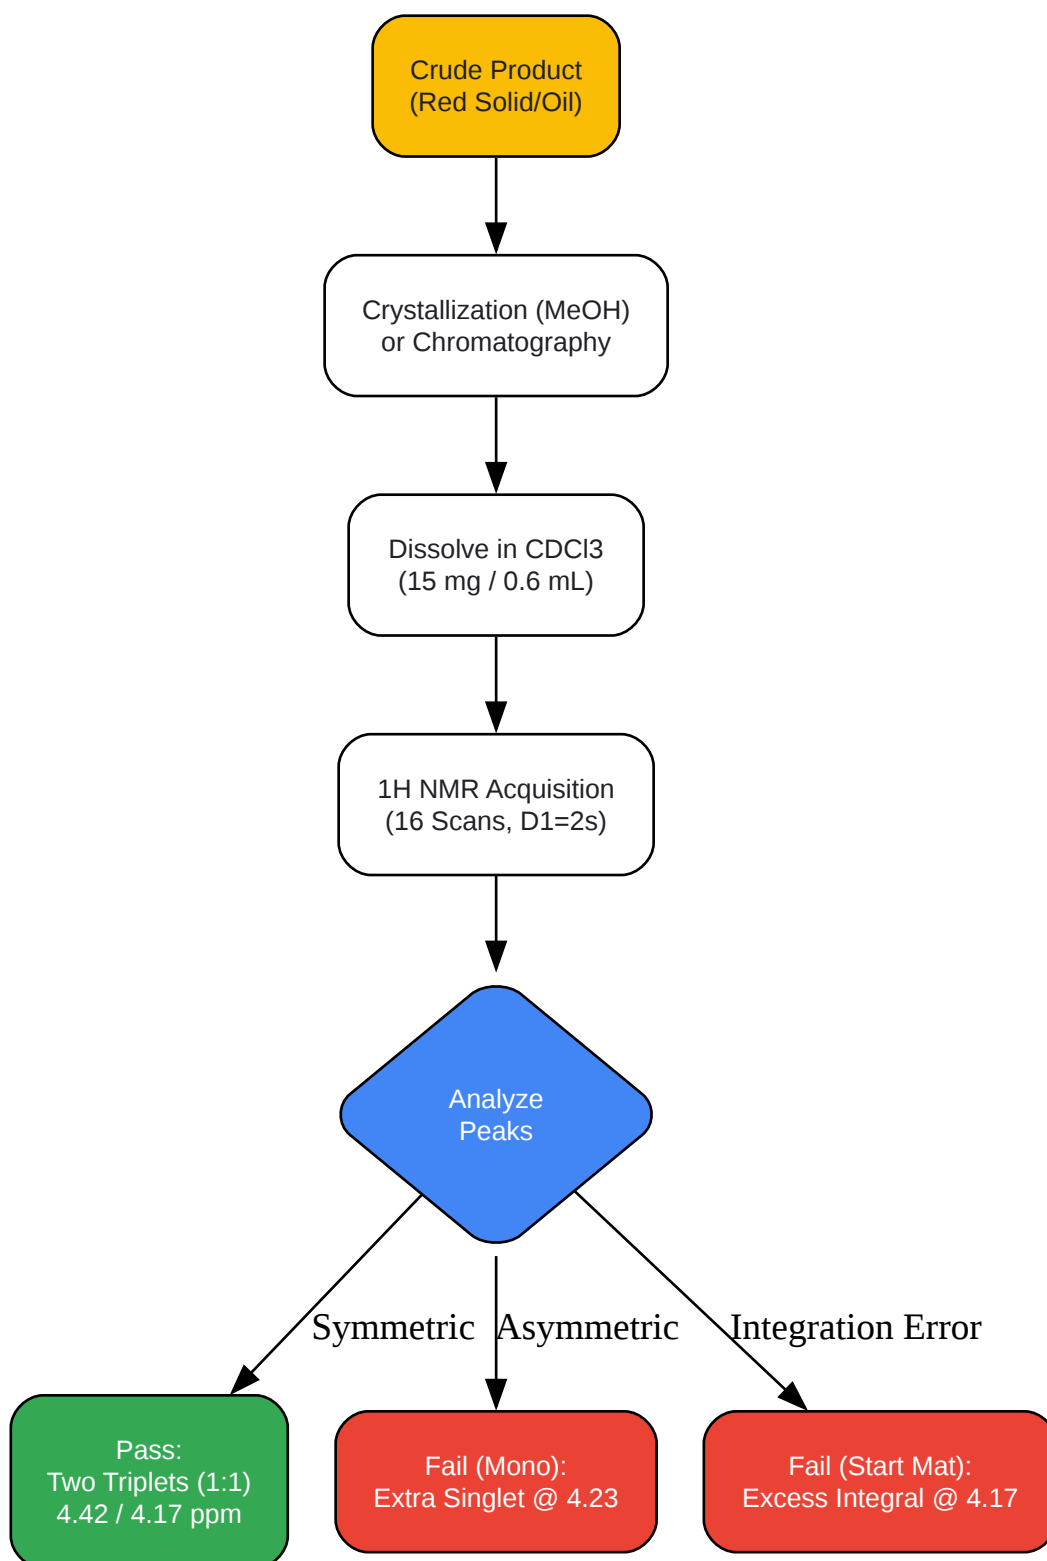 Crude Product
(Red Solid/Oil)
Crystallization (MeOH)
or Chromatography
Dissolve in CDCl3
(15 mg / 0.6 mL)
1H NMR Acquisition
(16 Scans, D1=2s)
Analyze
Peaks
Symmetric
Asymmetric
Integration Error
Pass:
Two Triplets (1:1)
4.42 / 4.17 ppm
Fail (Mono):
Extra Singlet @ 4.23
Fail (Start Mat):
Excess Integral @ 4.17